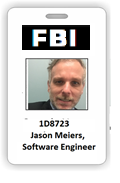 FBI
1D8723
Jason Meiers,
Software Engineer